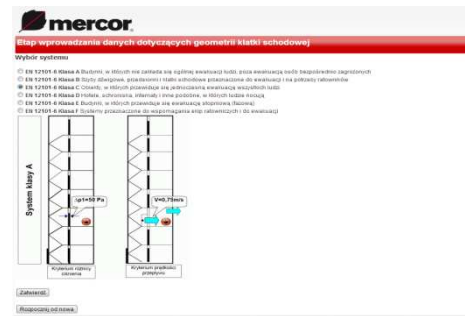 mercor
Etap wprowadzanie danych dotyczących geometrii klatki schodowej
Wybór systemu
EN 12101-6 Klasa A Budynki, w których nie zakłada się ogólnej ewakuacji ludzi, poza ewakuacją osób bezpośrednio zagrożonych
EN 12101-6 Klasa B Szyby dźwigowe, przedsionki i klatki schodowe przeznaczone do ewakuacji i na potrzeby ratowników
EN 12101-6 Klasa C Obiekty, w których przewiduje się jednoczesną ewakuację wszystkich ludzi
EN 12101-6 Klasa D Hotele, schroniska, internaty i inne podobne, w których ludzie nocują
EN 12101-6 Klasa E Budynki, w których przewiduje się ewakuację stopniową (fazową)
EN 12101-6 Klasa F Systemy przeznaczone do wspomagania ekip ratowniczych i do ewakuacji
System klasy A
Δp1=50 Pa
V=0,75m/s
Kryterium różnicy ciśnienia
Kryterium prędkości przepływu
Zatwierdź
Rozpocznij od nowa